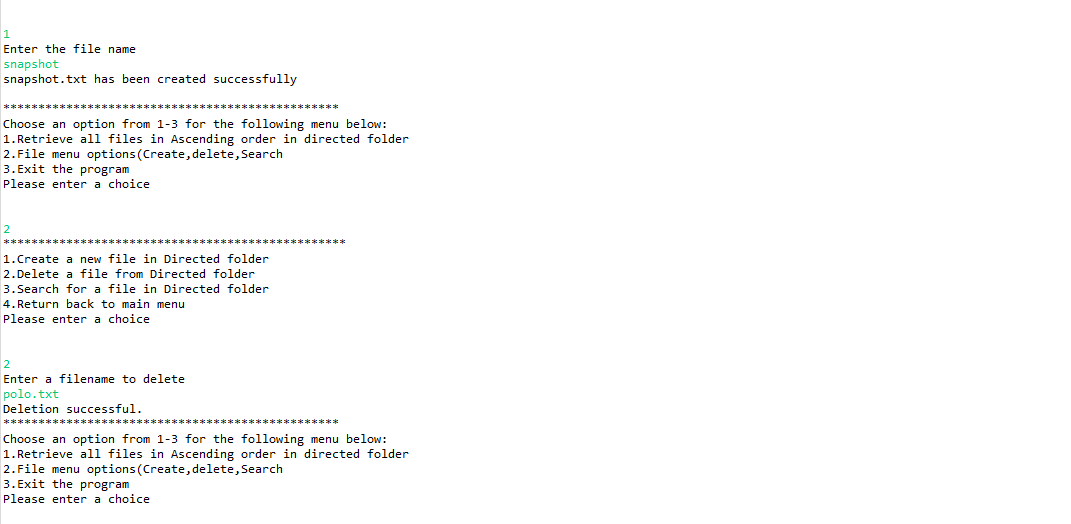 1
Enter the file name
snapshot
snapshot.txt has been created successfully
************************************************
Choose an option from 1-3 for the following menu below:
1.Retrieve all files in Ascending order in directed folder
2.File menu options(Create,delete,Search
3.Exit the program
Please enter a choice
2
*************************************************
1.Create a new file in Directed folder
2.Delete a file from Directed folder
3.Search for a file in Directed folder
4.Return back to main menu
Please enter a choice
2
Enter a filename to delete
polo.txt
Deletion successful.
************************************************
Choose an option from 1-3 for the following menu below:
1.Retrieve all files in Ascending order in directed folder
2.File menu options(Create,delete,Search
3.Exit the program
Please enter a choice